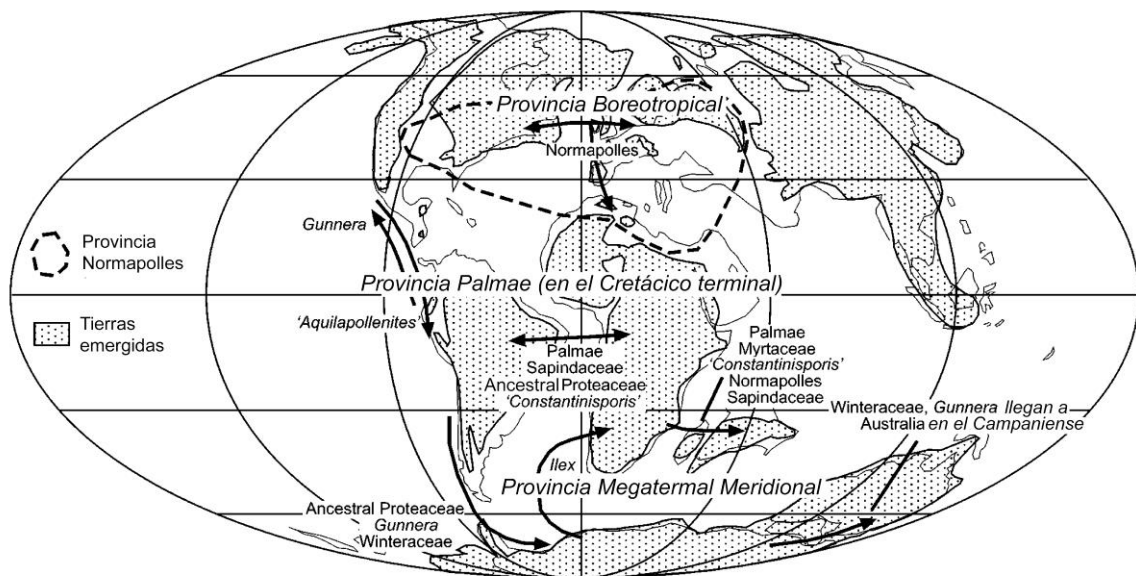 Provincia Boreotropical
Normapolles
Gunnera
Provincia
Normapolles
Provincia Palmae (en el Cretácico terminal)
'Aquilapollenites'
Tierras
emergidas
Palmae
Sapindaceae
Ancestral Proteaceae
'Constantinisporis'
Palmae
Myrtaceae
'Constantinisporis'
Normapolles
Sapindaceae
Winteraceae, Gunnera llegan a
Australia en el Campaniense
Ilex
Provincia Megatermal Meridional
Ancestral Proteaceae
Gunnera
Winteraceae